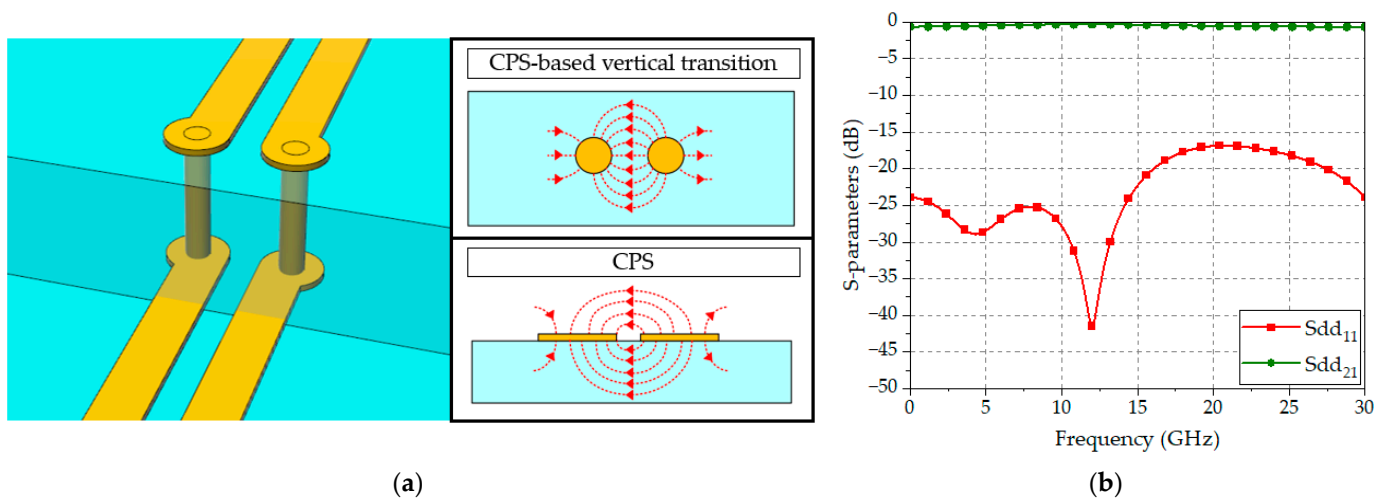 CPS-based vertical transition
CPS
S-parameters (dB)
0
−5
−10
−15
−20
−25
−30
−35
−40
−45
−50
Sdd11
Sdd21
0 5 10 15 20 25 30
Frequency (GHz)
(a) (b)